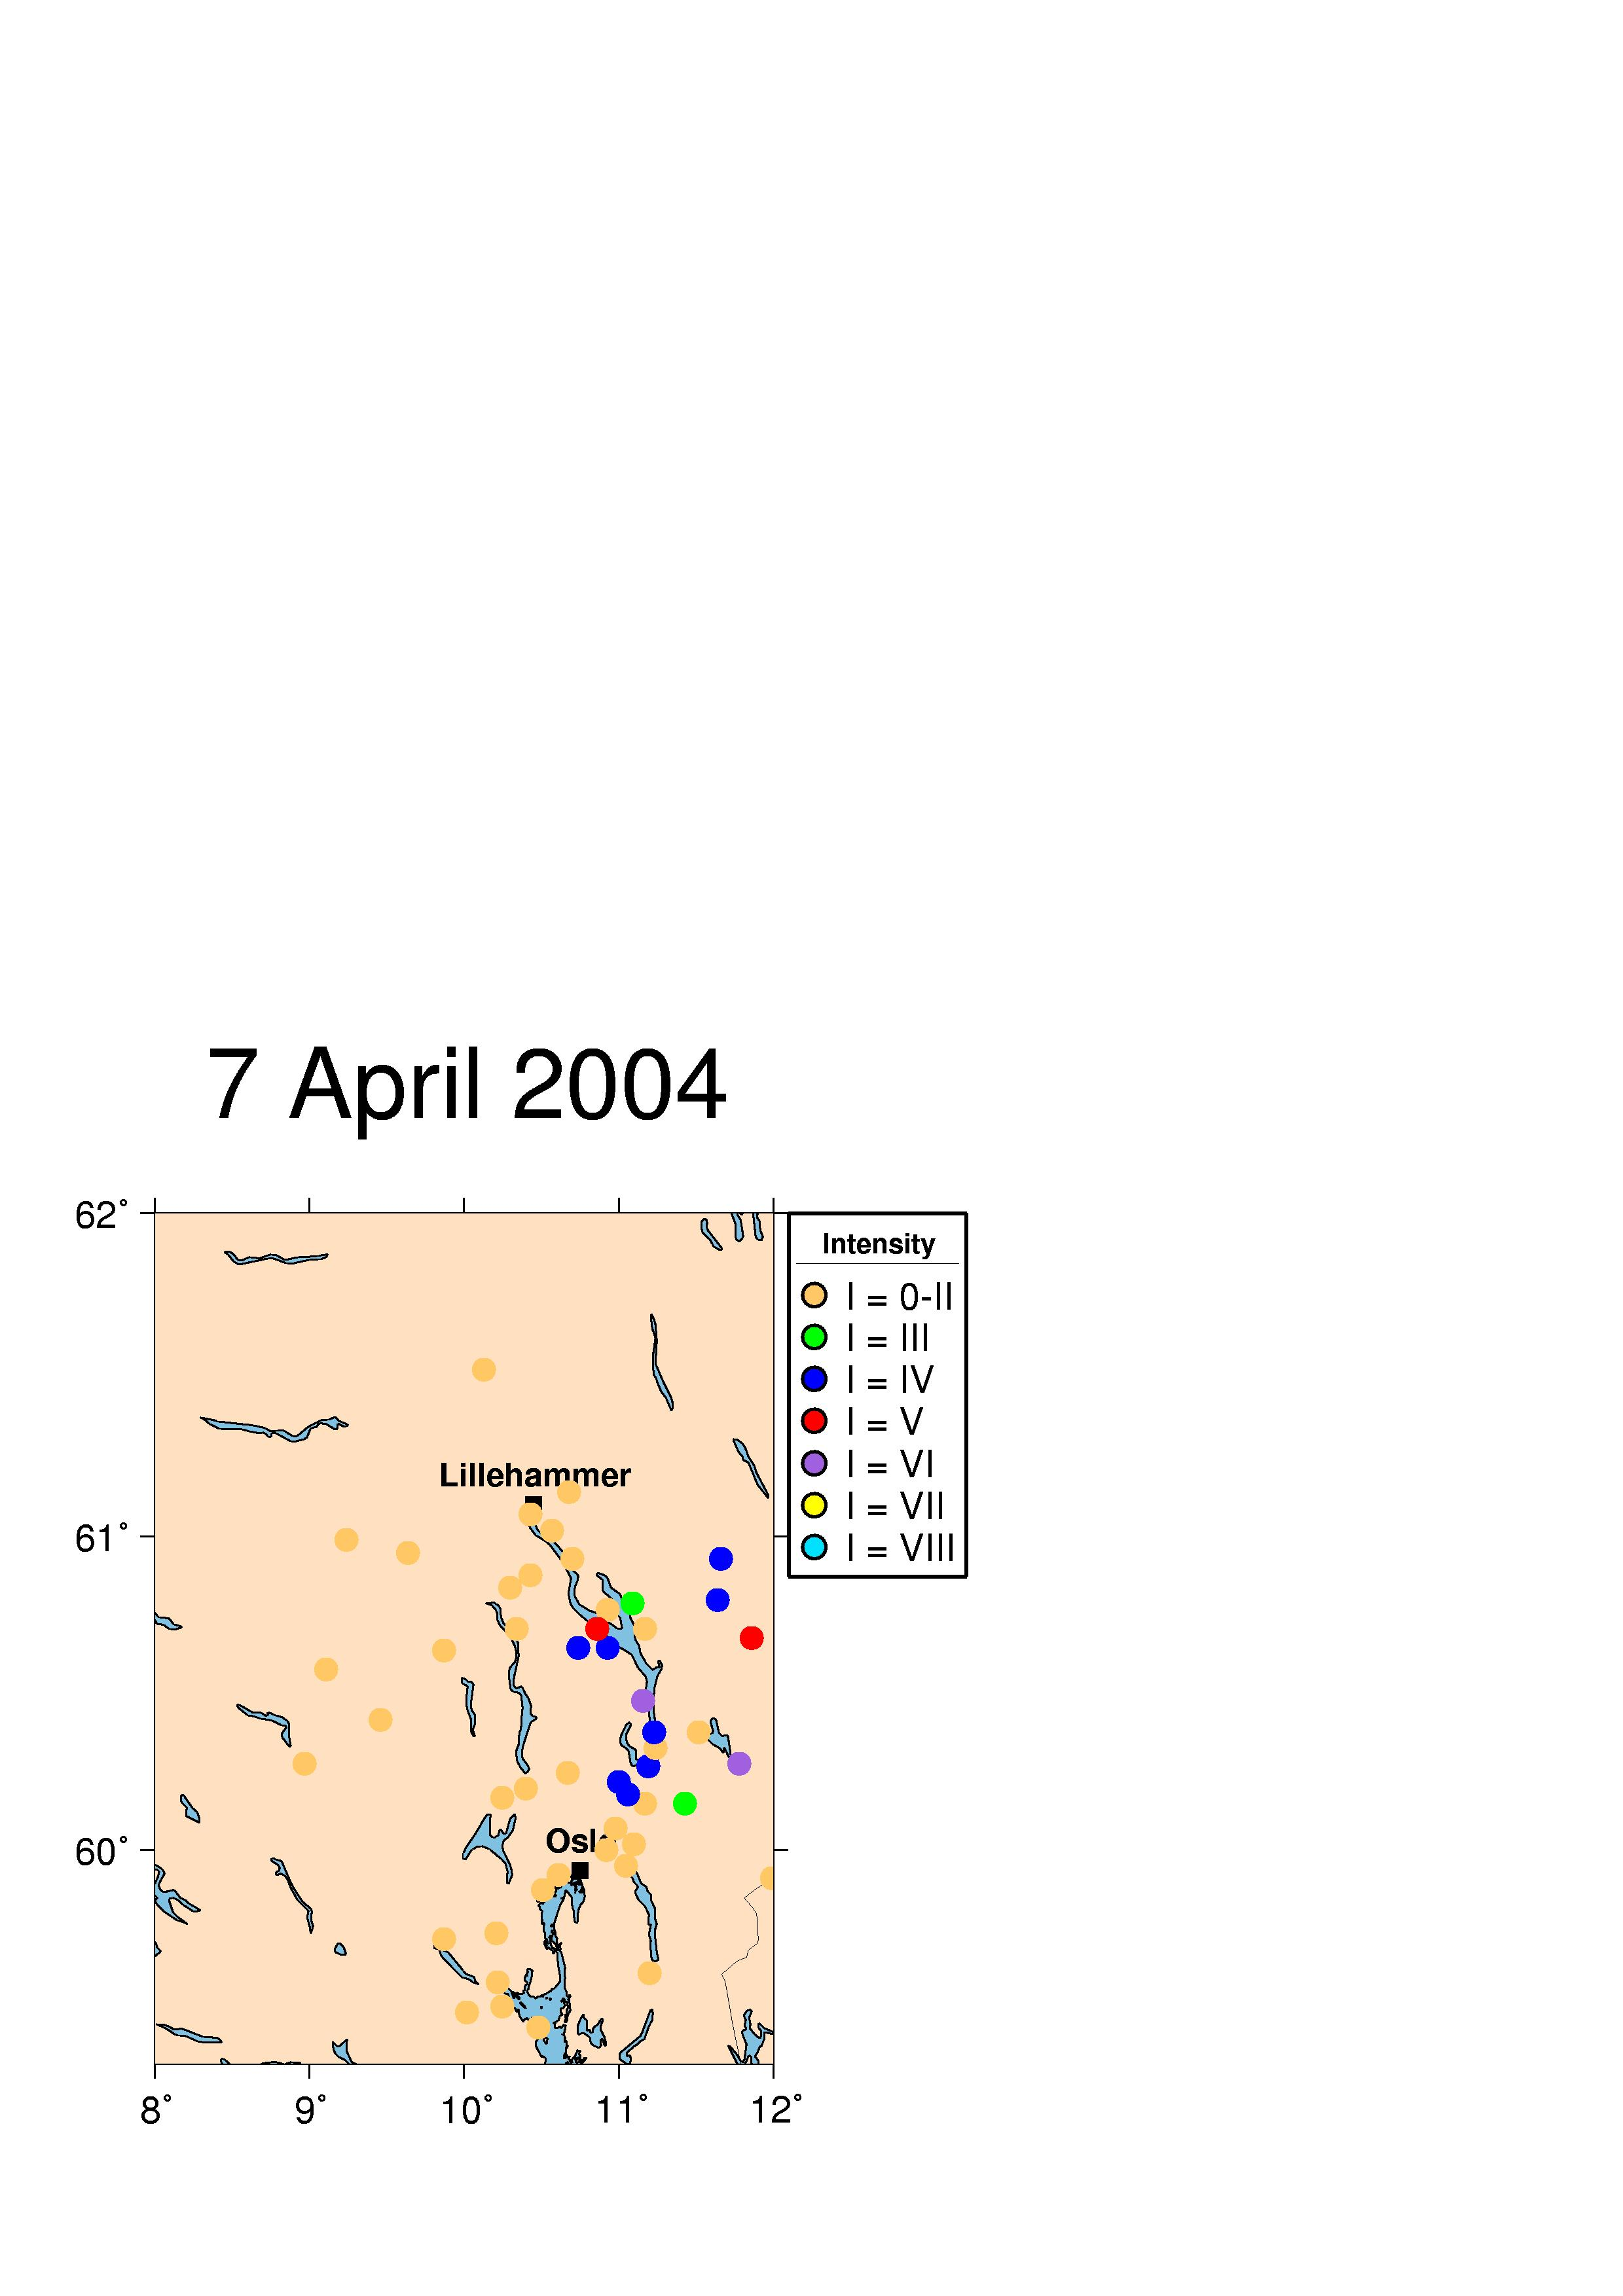 7 April 2004
62°
61°
60°
8°
9°
10°
11°
12°
Lillehammer
Osl
Intensity
I = 0-II
I = III
I = IV
I = V
I = VI
I = VII
I = VIII